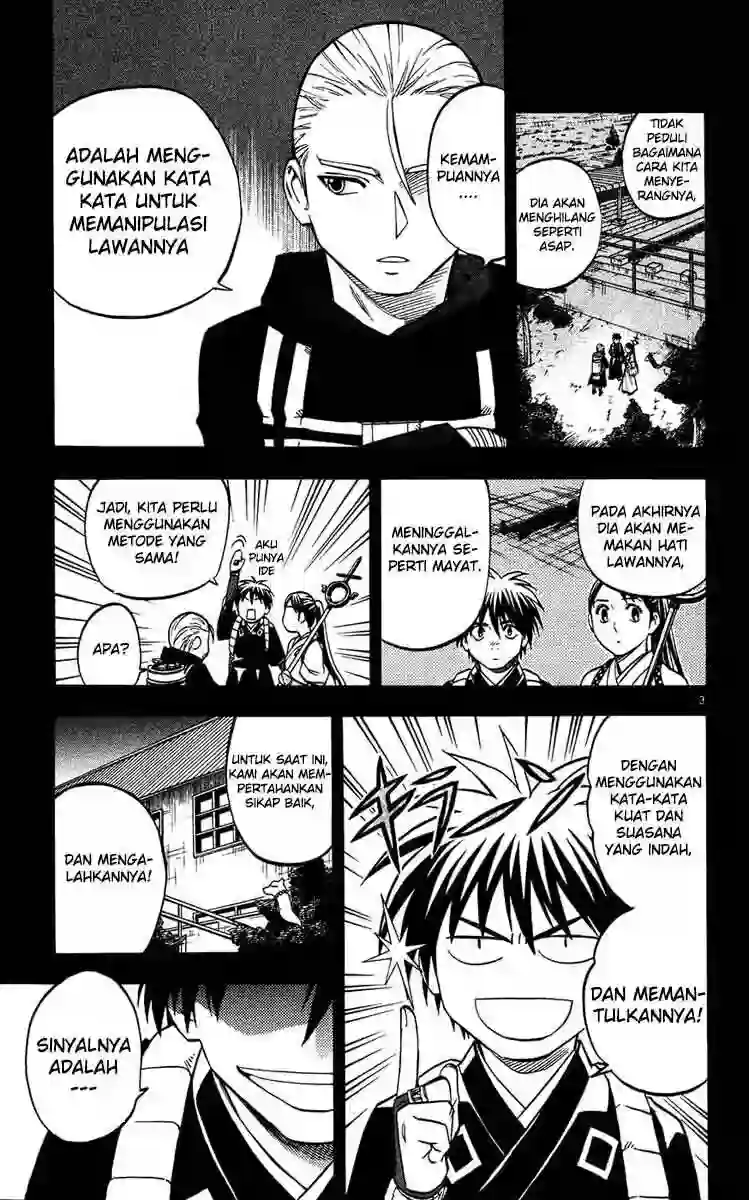 TIDAK
PEDULI
BAGAIMANA
CARA KITA
MENYE-
RANGNYA,
DIA AKAN
MENGHILANG
SEPERTI
ASAP.
KEMAM-
PUANNYA
....
ADALAH MENG-
GUNAKAN KATA
KATA UNTUK
MEMANIPULASI
LAWANNYA
PADA AKHIRNYA
DIA AKAN ME-
MAKAN HATI
LAWANNYA,
MENINGGAL-
KANNYA SE-
PERTI MAYAT.
AKU
PUNYA
IDE
JADI, KITA PERLU
MENGGUNAKAN
METODE YANG
SAMA!
APA?
3
DENGAN
MENGGUNAKAN
KATA-KATA
KUAT DAN
SUASANA
YANG INDAH,
キラ
DAN MEMAN-
TULKANNYA!
UNTUK SAAT INI,
KAMI AKAN MEM-
PERTAHANKAN
SIKAP BAIK,
DAN MENGA-
LAHKANNYA!
SINYALNYA
ADALAH
---